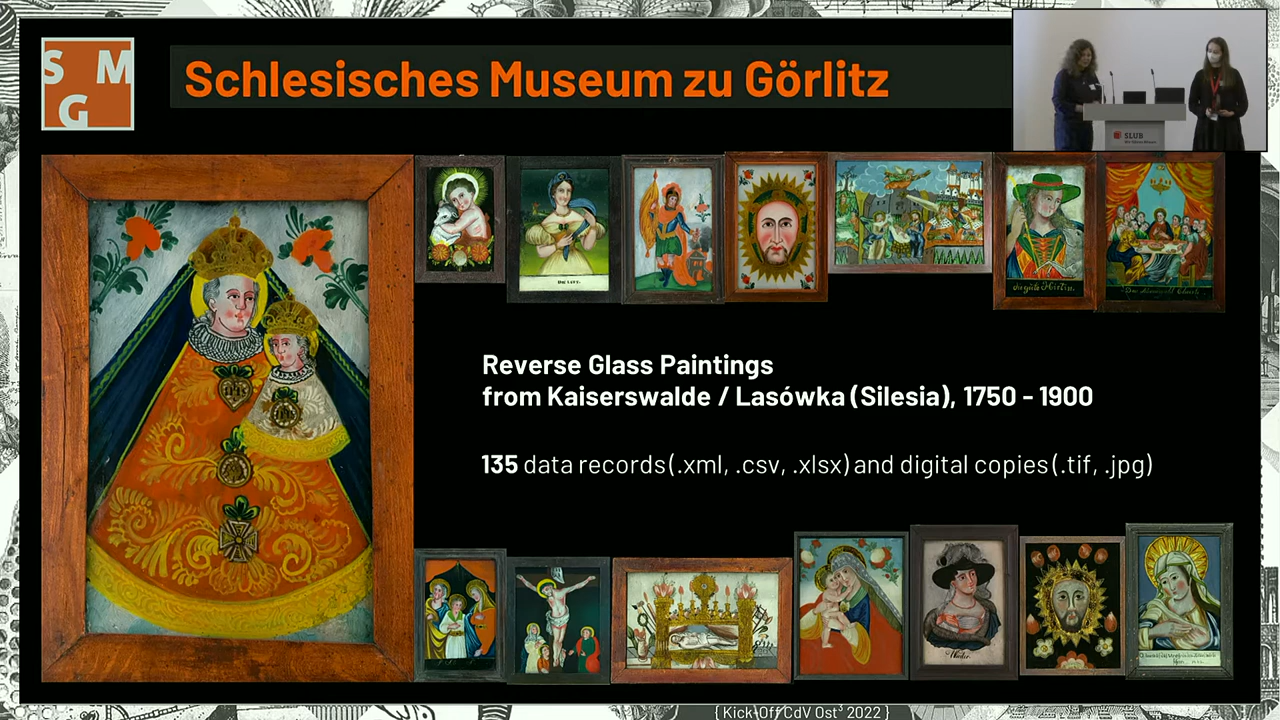 S M
G
Schlesisches Museum zu Görlitz
SLUB
Reverse Glass Paintings
from Kaiserswalde / Lasówka (Silesia), 1750 - 1900
135 data records (.xml, .csv, .xlsx) and digital copies (.tif, .jpg)
{ Kick-Off CdV Ost³ 2022 }